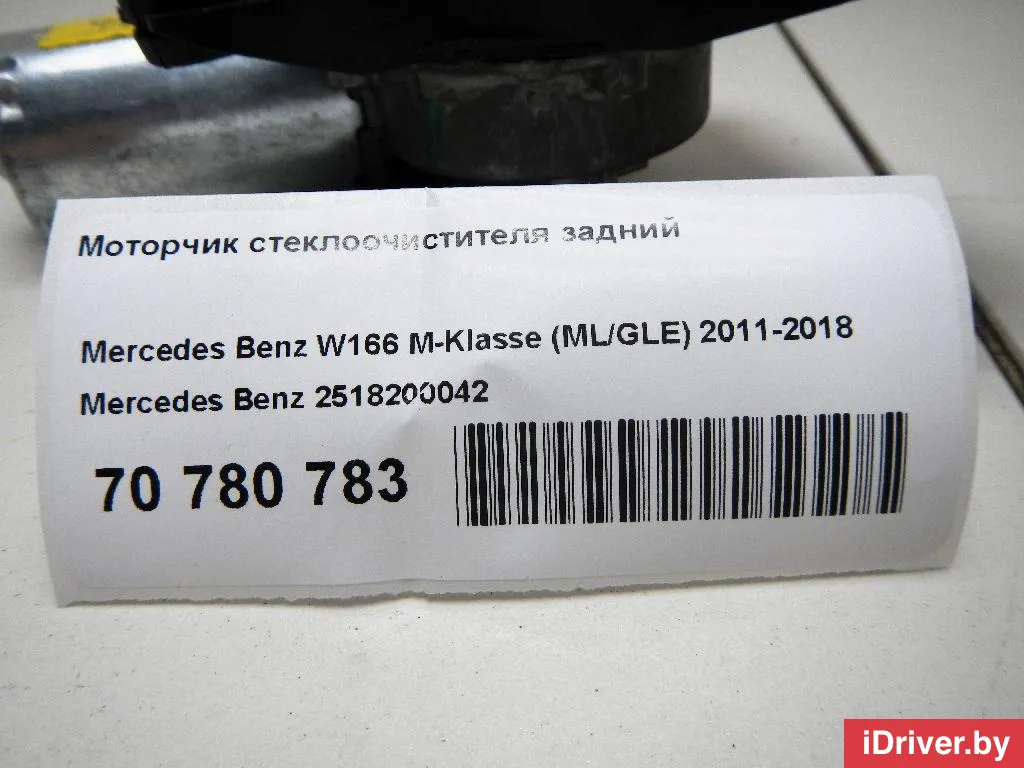 Моторчик стеклоочистителя задний
Mercedes Benz W166 M-Klasse (ML/GLE) 2011-2018
Mercedes Benz 2518200042
70 780 783
iDriver.by